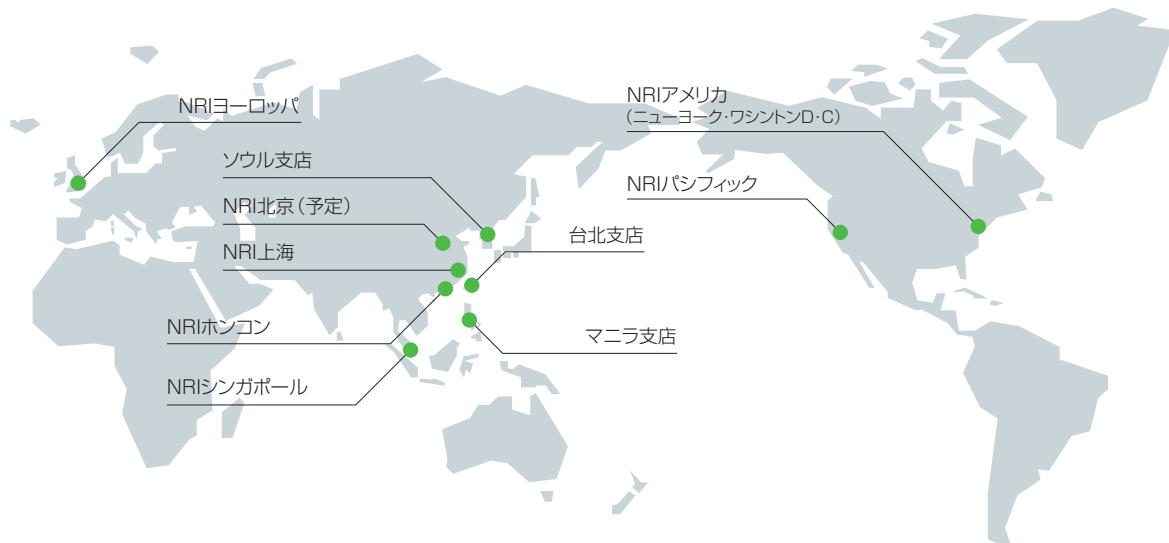 NRIヨーロッパ
ソウル支店
NRI北京（予定）
NRI上海
NRIホンコン
NRIシンガポール
台北支店
マニラ支店
NRIアメリカ
（ニューヨーク・ワシントンD・C）
NRIパシフィック